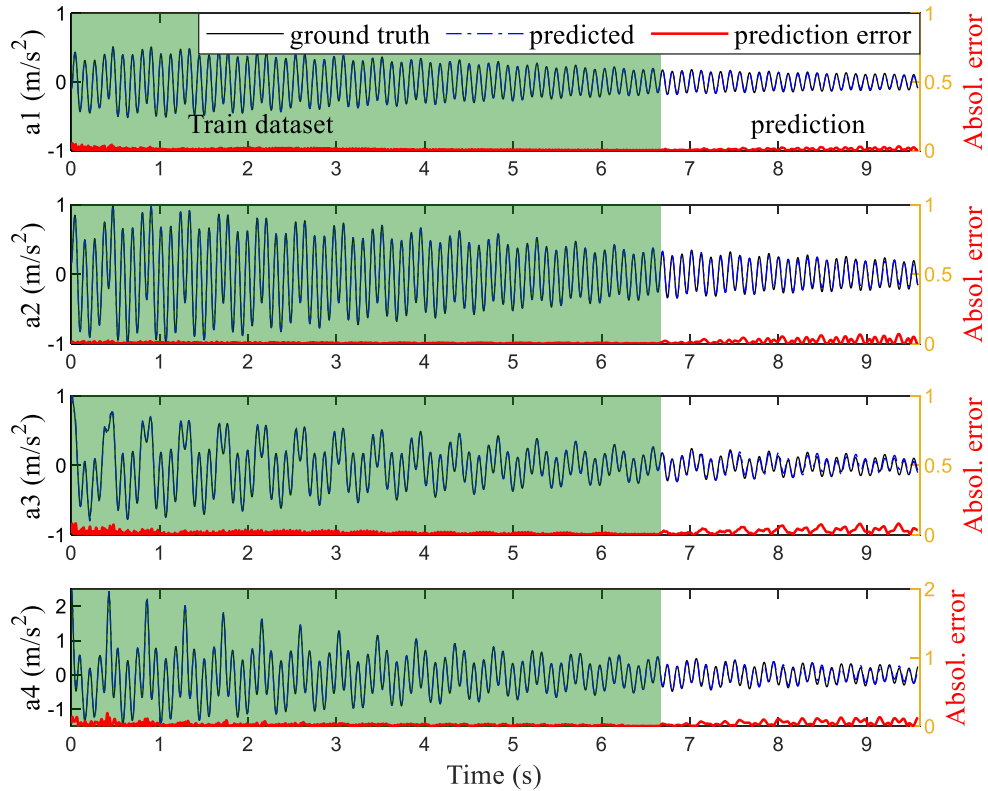 ground truth predicted prediction error
a1 (m/s²)
1
0
-1
Train dataset
prediction
1
0.5
0
Absol. error
0 1 2 3 4 5 6 7 8 9
a2 (m/s²)
1
0
-1
1
0.5
0
Absol. error
0 1 2 3 4 5 6 7 8 9
a3 (m/s²)
1
0
-1
1
0.5
0
Absol. error
0 1 2 3 4 5 6 7 8 9
a4 (m/s²)
2
1
0
-1
2
1
0
Absol. error
0 1 2 3 4 5 6 7 8 9
Time (s)